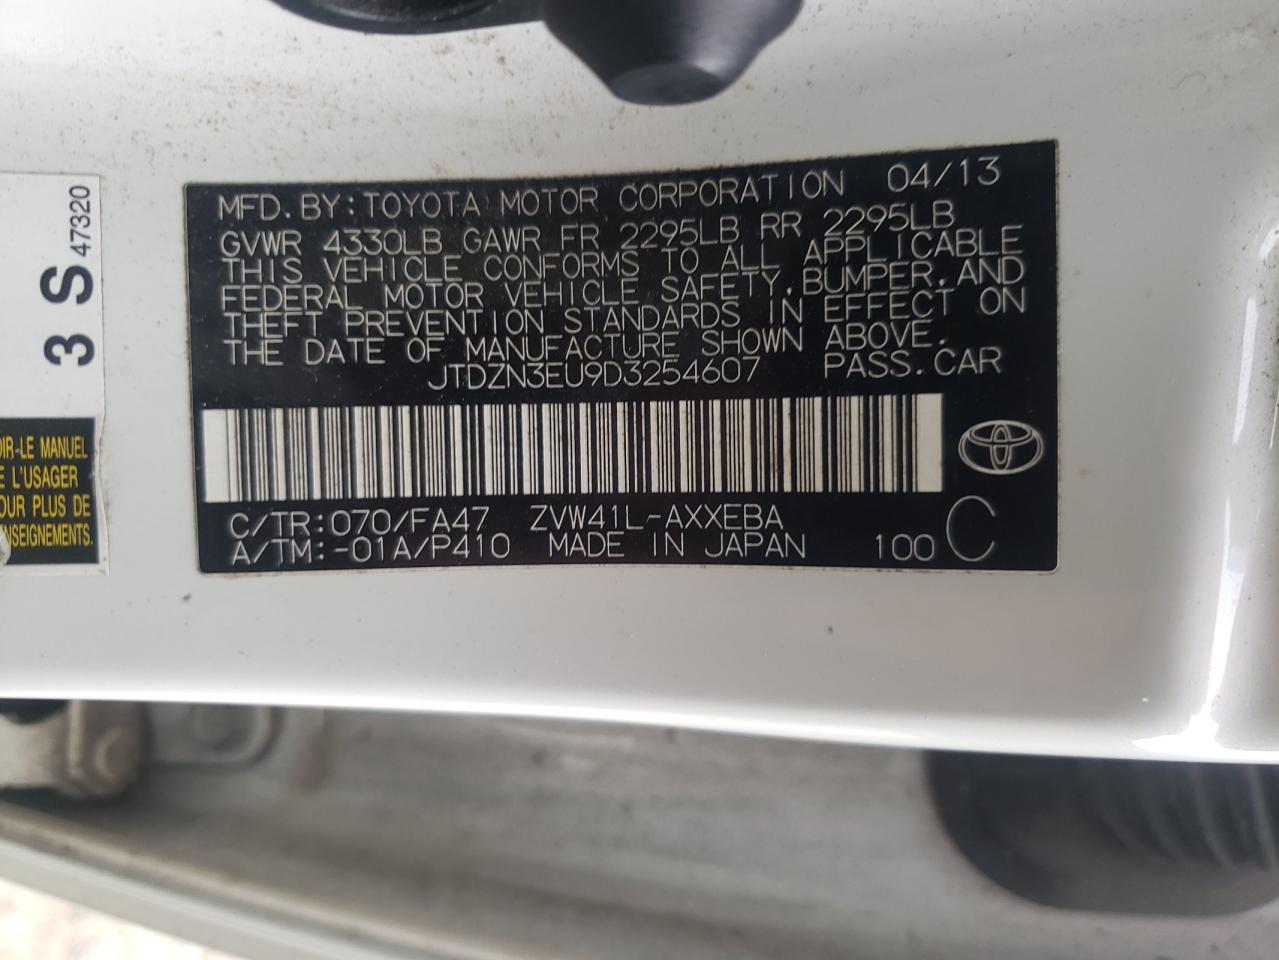 MFD. BY: TOYOTA MOTOR CORPORATION 04/13
GVWR 4330LB GAWR FR 2295LB RR 2295LB
THIS VEHICLE CONFORMS TO ALL APPLICABLE
FEDERAL MOTOR VEHICLE SAFETY, BUMPER, AND
THEFT PREVENTION STANDARDS IN EFFECT ON
THE DATE OF MANUFACTURE SHOWN ABOVE.
JTDZN3EU9D3254607 PASS. CAR
C/TR: 070/FA47 ZVW41L-AXXEBA
A/TM: -01A/P410 MADE IN JAPAN 100 C
3 S 47320
OIR-LE MANUEL
E L'USAGER
OUR PLUS DE
NSEIGNEMENTS.